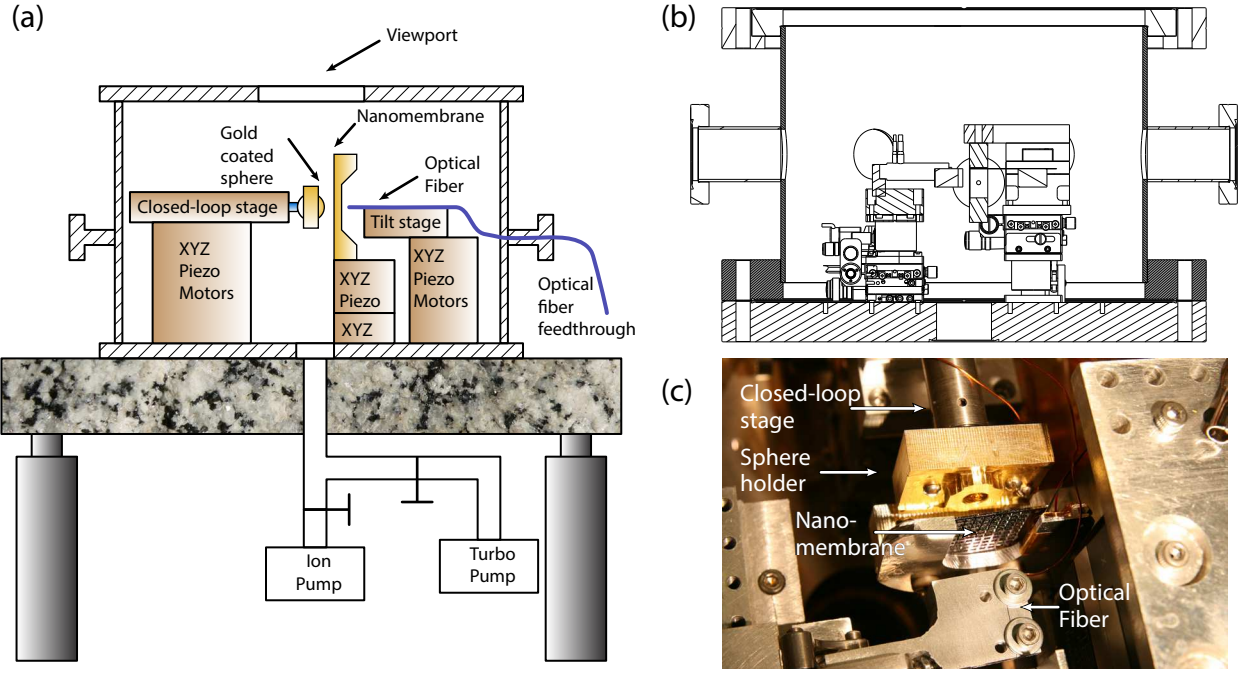 (a)
Viewport
Nanomembrane
Gold
coated
sphere
Optical
Fiber
Closed-loop stage
Tilt stage
XYZ
Piezo
Motors
XYZ
Piezo
XYZ
XYZ
Piezo
Motors
Optical
fiber
feedthrough
Ion
Pump
Turbo
Pump
(b)
(c)
Closed-loop
stage
Sphere
holder
Nano-
membrane
Optical
Fiber